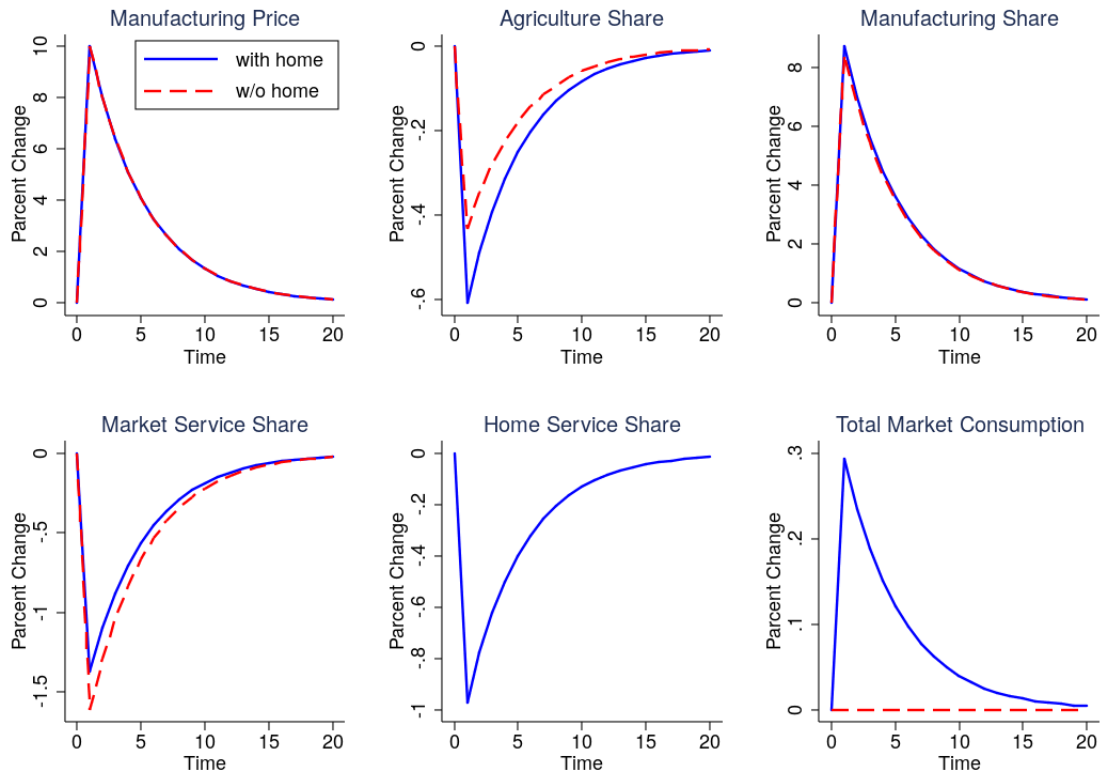 Manufacturing Price
Agriculture Share
Manufacturing Share
with home
w/o home
Parcent Change
0 2 4 6 8 10
0 5 10 15 20
Time
Parcent Change
-.6 -.4 -.2 0
0 5 10 15 20
Time
Parcent Change
0 2 4 6 8
0 5 10 15 20
Time
Market Service Share
Home Service Share
Total Market Consumption
Parcent Change
-1.5 -1 -.5 0
0 5 10 15 20
Time
Parcent Change
-1 -.8 -.6 -.4 -.2 0
0 5 10 15 20
Time
Parcent Change
0 .1 .2 .3
0 5 10 15 20
Time